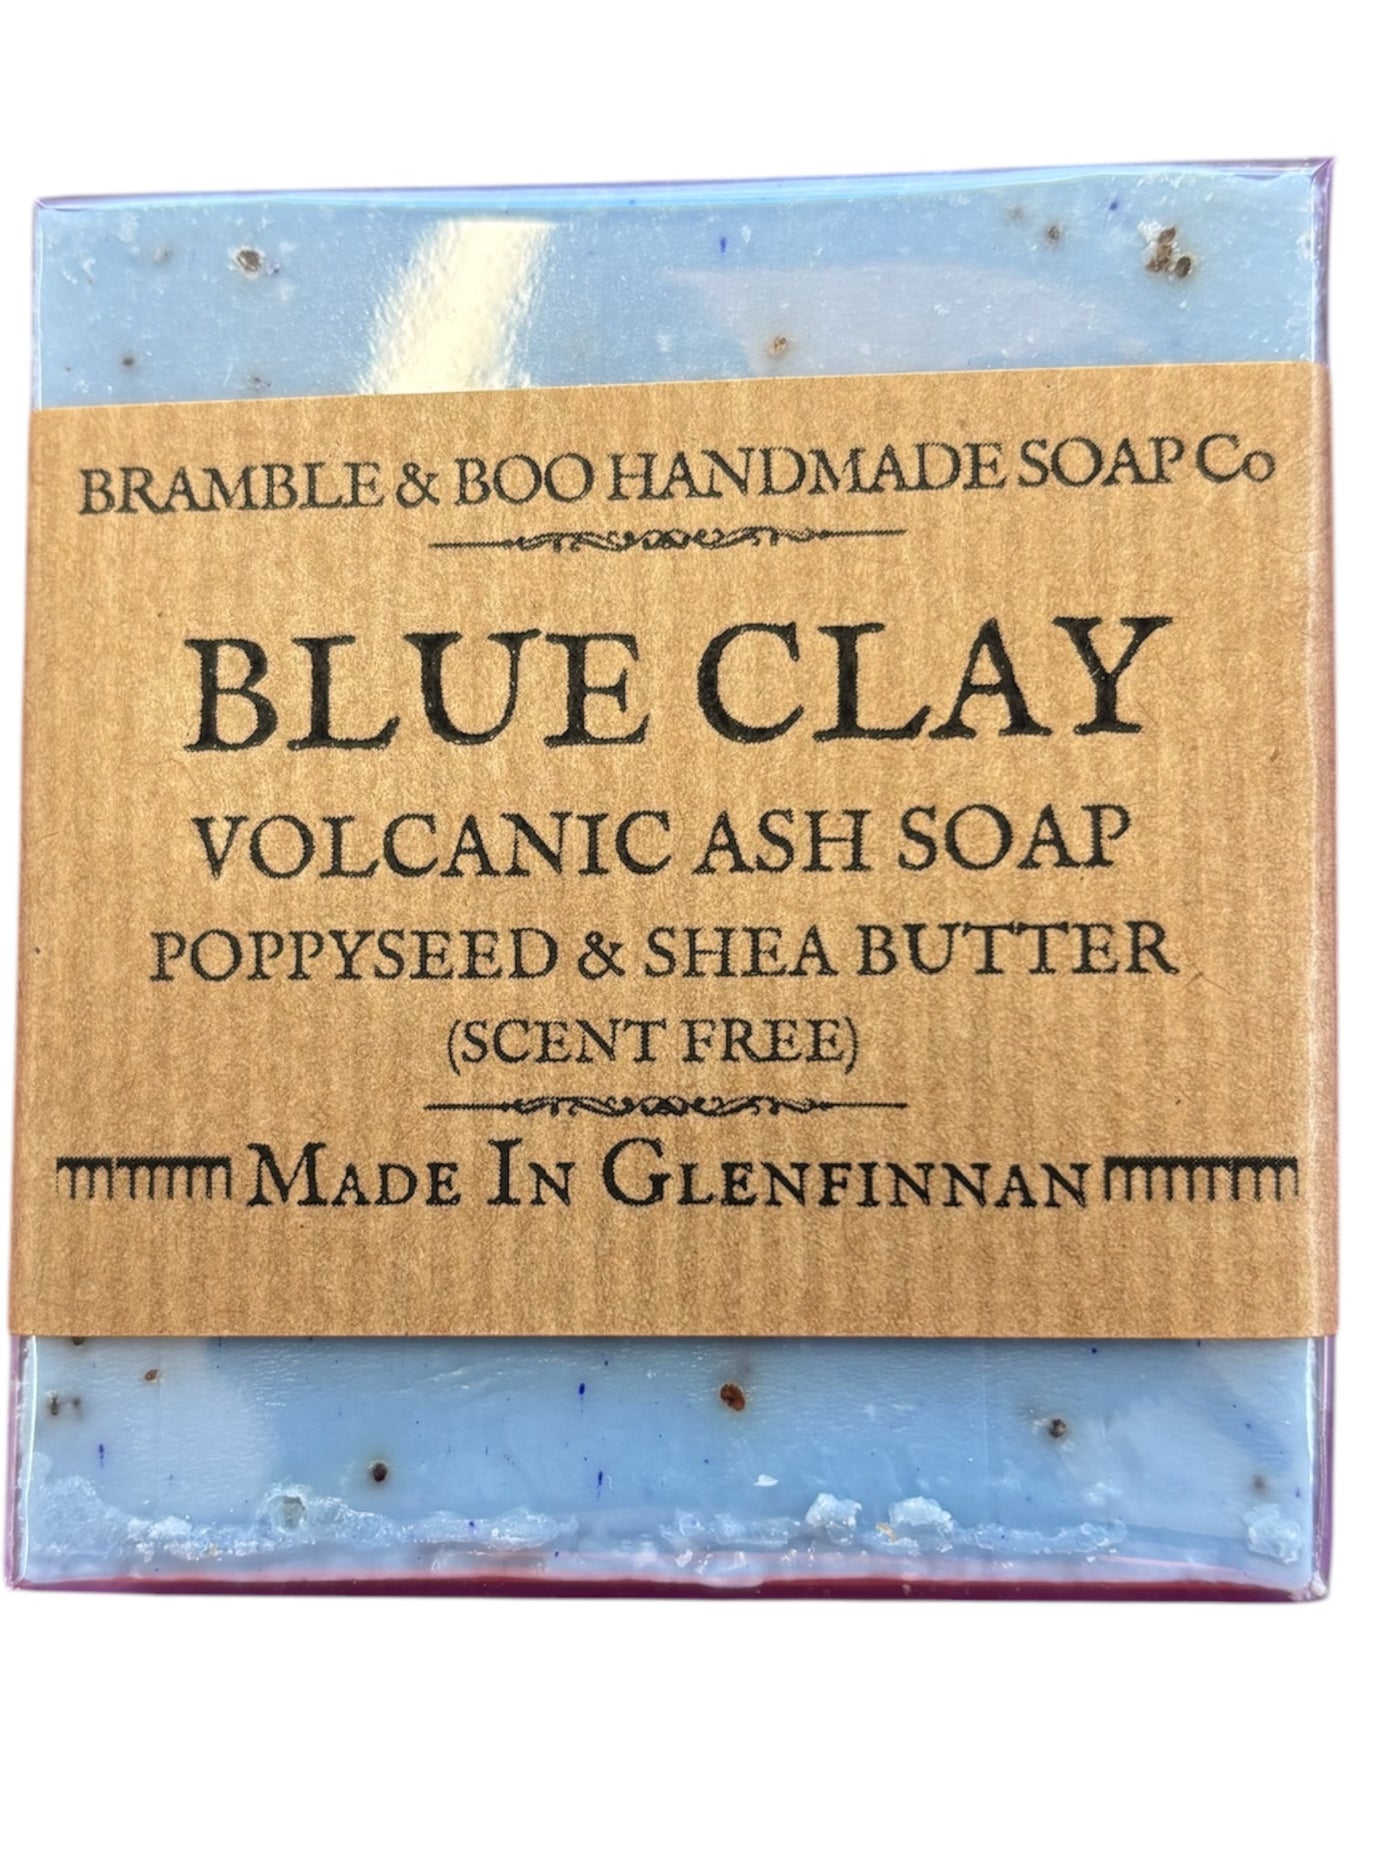 BRAMBLE & BOO HANDMADE SOAP Co
BLUE CLAY
VOLCANIC ASH SOAP
POPPYSEED & SHEA BUTTER
(SCENT FREE)
MADE IN GLENFINNAN